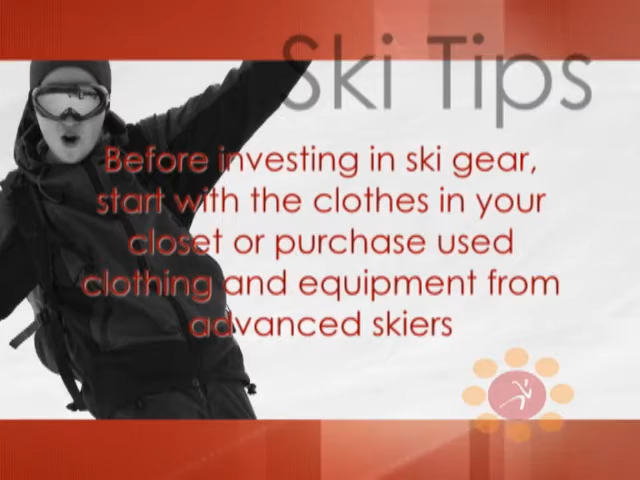 Ski Tips
Before investing in ski gear,
start with the clothes in your
closet or purchase used
clothing and equipment from
advanced skiers